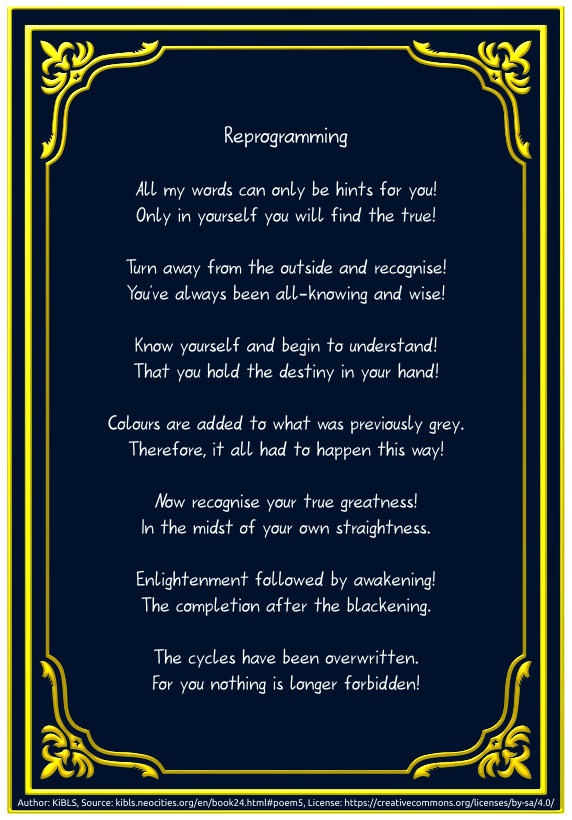 Reprogramming
All my words can only be hints for you!
Only in yourself you will find the true!
Turn away from the outside and recognise!
You've always been all-knowing and wise!
Know yourself and begin to understand!
That you hold the destiny in your hand!
Colours are added to what was previously grey.
Therefore, it all had to happen this way!
Now recognise your true greatness!
In the midst of your own straightness.
Enlightenment followed by awakening!
The completion after the blackening.
The cycles have been overwritten.
For you nothing is longer forbidden!
Author: KiBLS, Source: kibls.neocities.org/en/book24.html#poem5, License: https://creativecommons.org/licenses/by-sa/4.0/